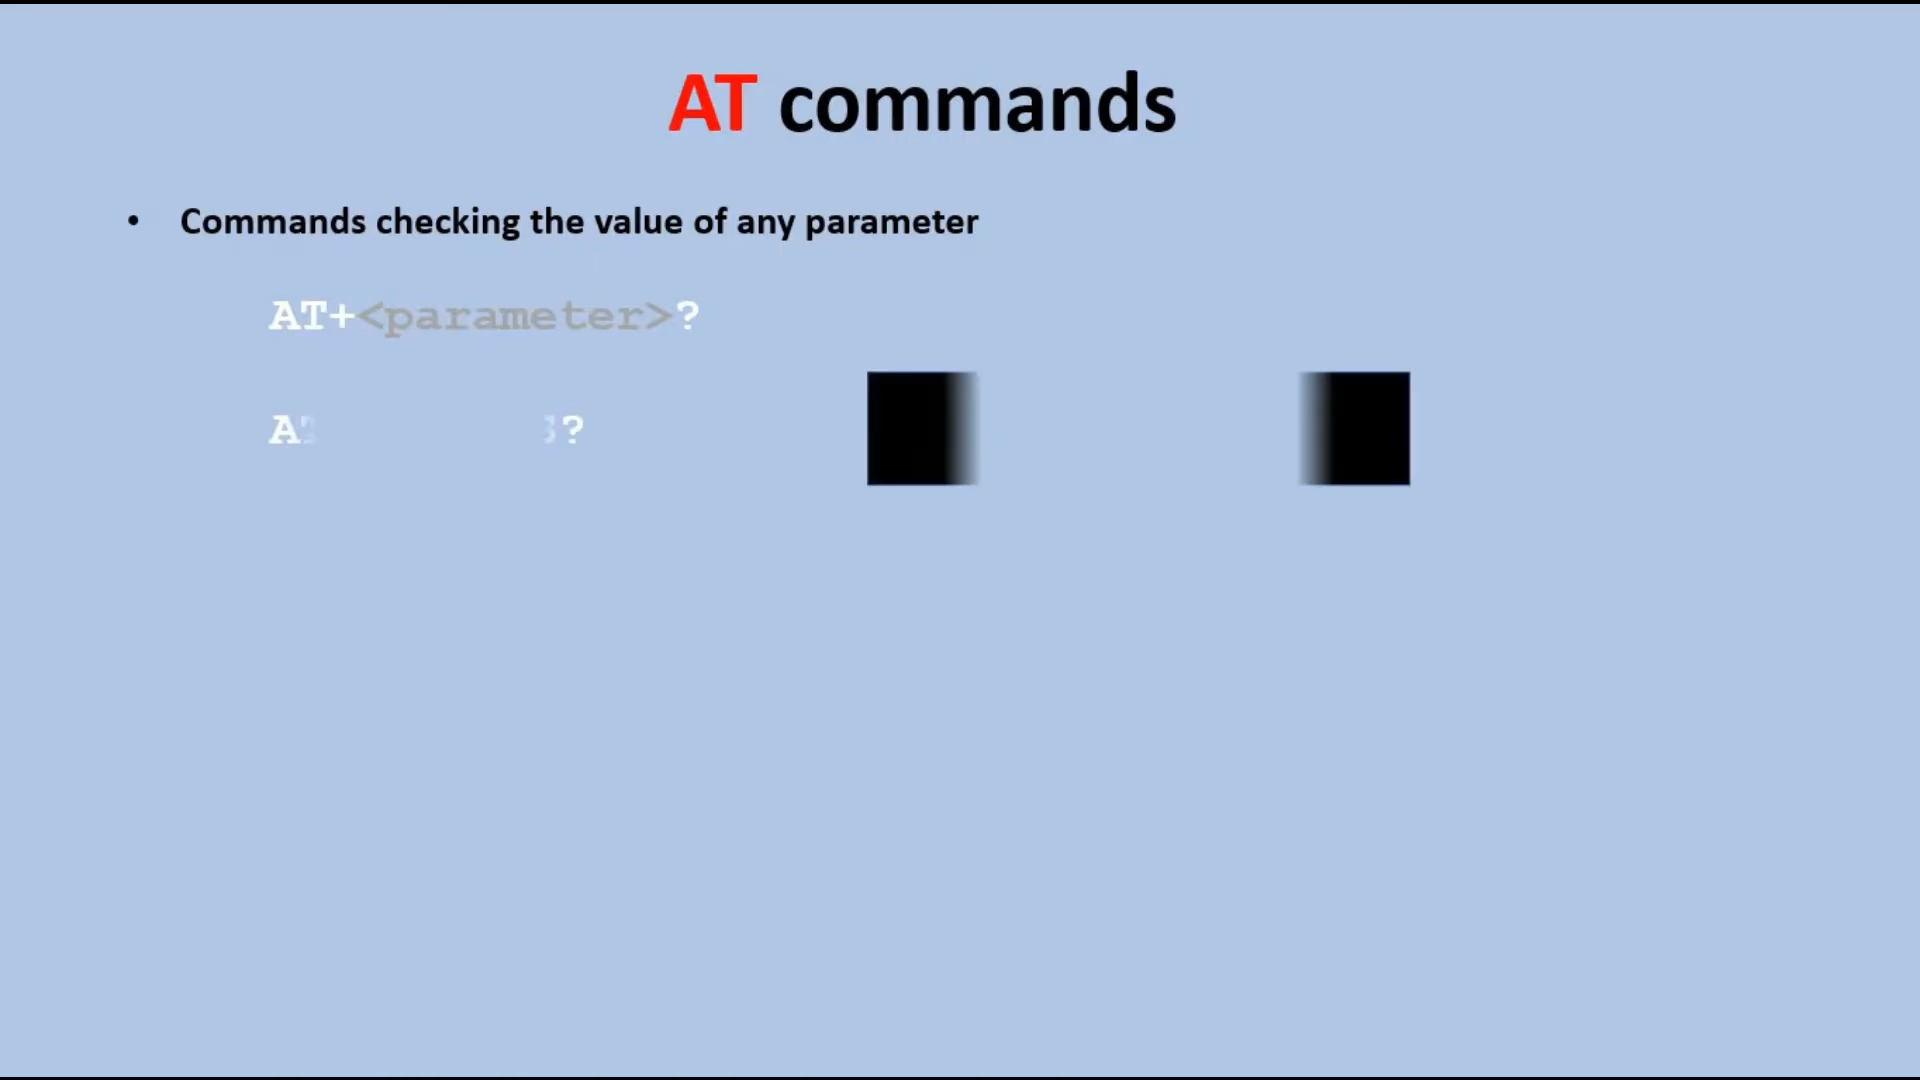 AT commands
• Commands checking the value of any parameter
AT+<parameter>?